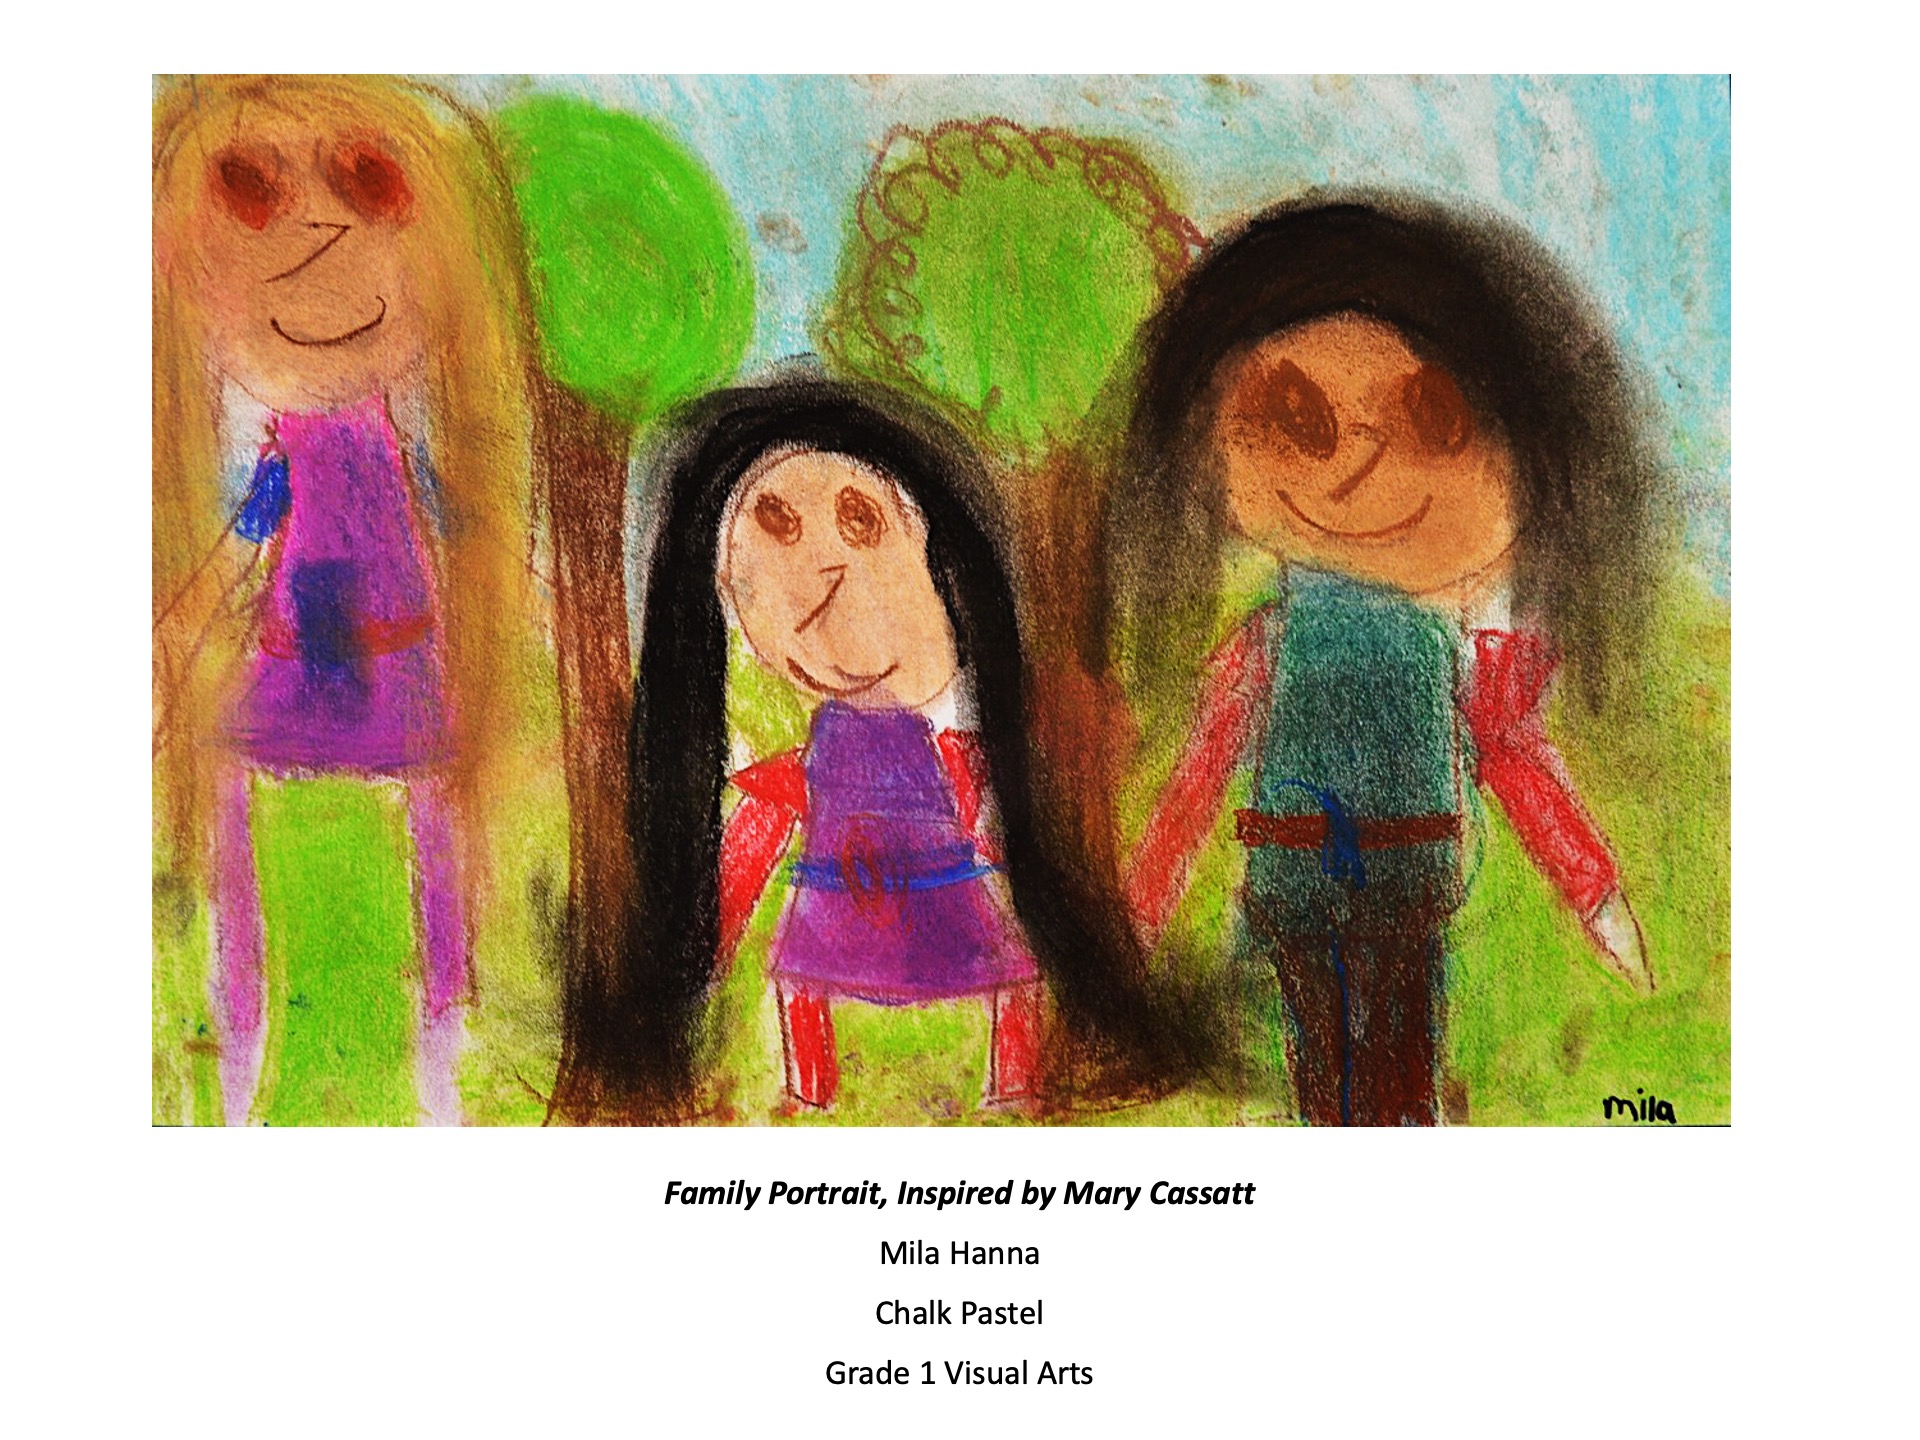 mila
Family Portrait, Inspired by Mary Cassatt
Mila Hanna
Chalk Pastel
Grade 1 Visual Arts